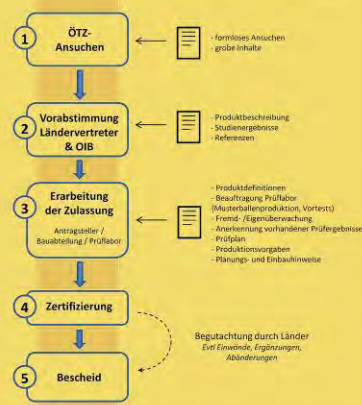 1
ÖTZ-
Ansuchen
- formloses Ansuchen
- grobe Inhalte
2
Vorabstimmung
Ländervertreter
& OIB
- Produktbeschreibung
- Studienergebnisse
- Referenzen
3
Erarbeitung
der Zulassung
Antragsteller /
Bauabteilung / Prüflabor
- Produktdefinitionen
- Beauftragung Prüflabor
(Musterballenproduktion, Vortests)
- Fremd- /Eigenüberwachung
- Anerkennung vorhandener Prüfergebnisse
- Prüfplan
- Produktionsvorgaben
- Planungs- und Einbauhinweise
4
Zertifizierung
Begutachtung durch Länder
Evtl Einwände, Ergänzungen,
Abänderungen
5
Bescheid